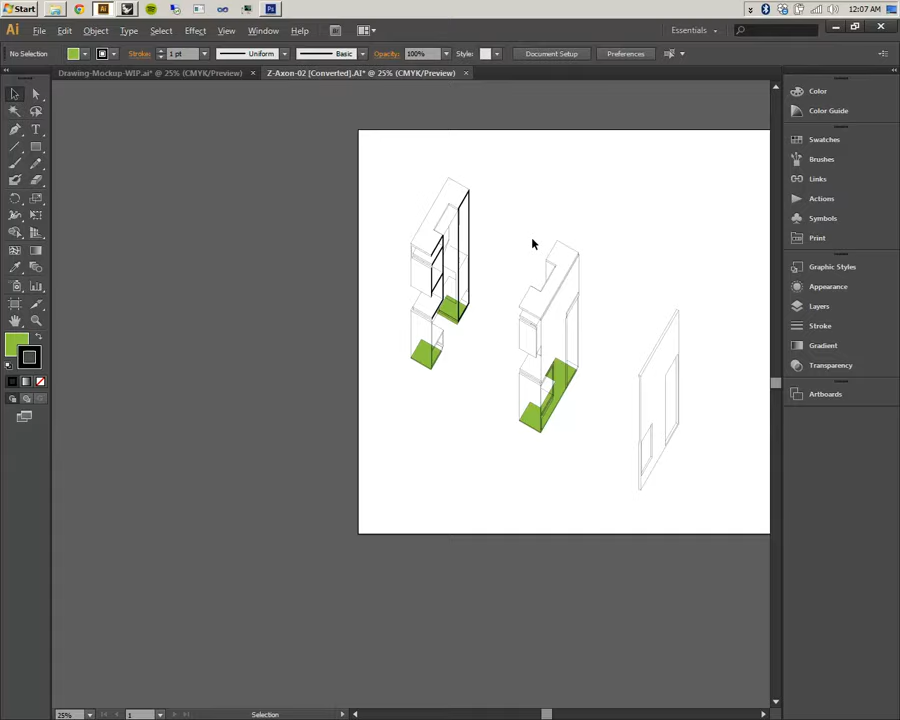 Start
12:07 AM
Ai File Edit Object Type Select Effect View Window Help
Essentials
No Selection Stroke: 1 pt Uniform Basic Opacity: 100% Style: Document Setup Preferences
Drawing-Mockup-WIP.ai* @ 25% (CMYK/Preview) × Z-Axon-02 [Converted].AI* @ 25% (CMYK/Preview) ×
Color
Color Guide
Swatches
Brushes
Links
Actions
Symbols
Print
Graphic Styles
Appearance
Layers
Stroke
Gradient
Transparency
Artboards
25% 1 Selection